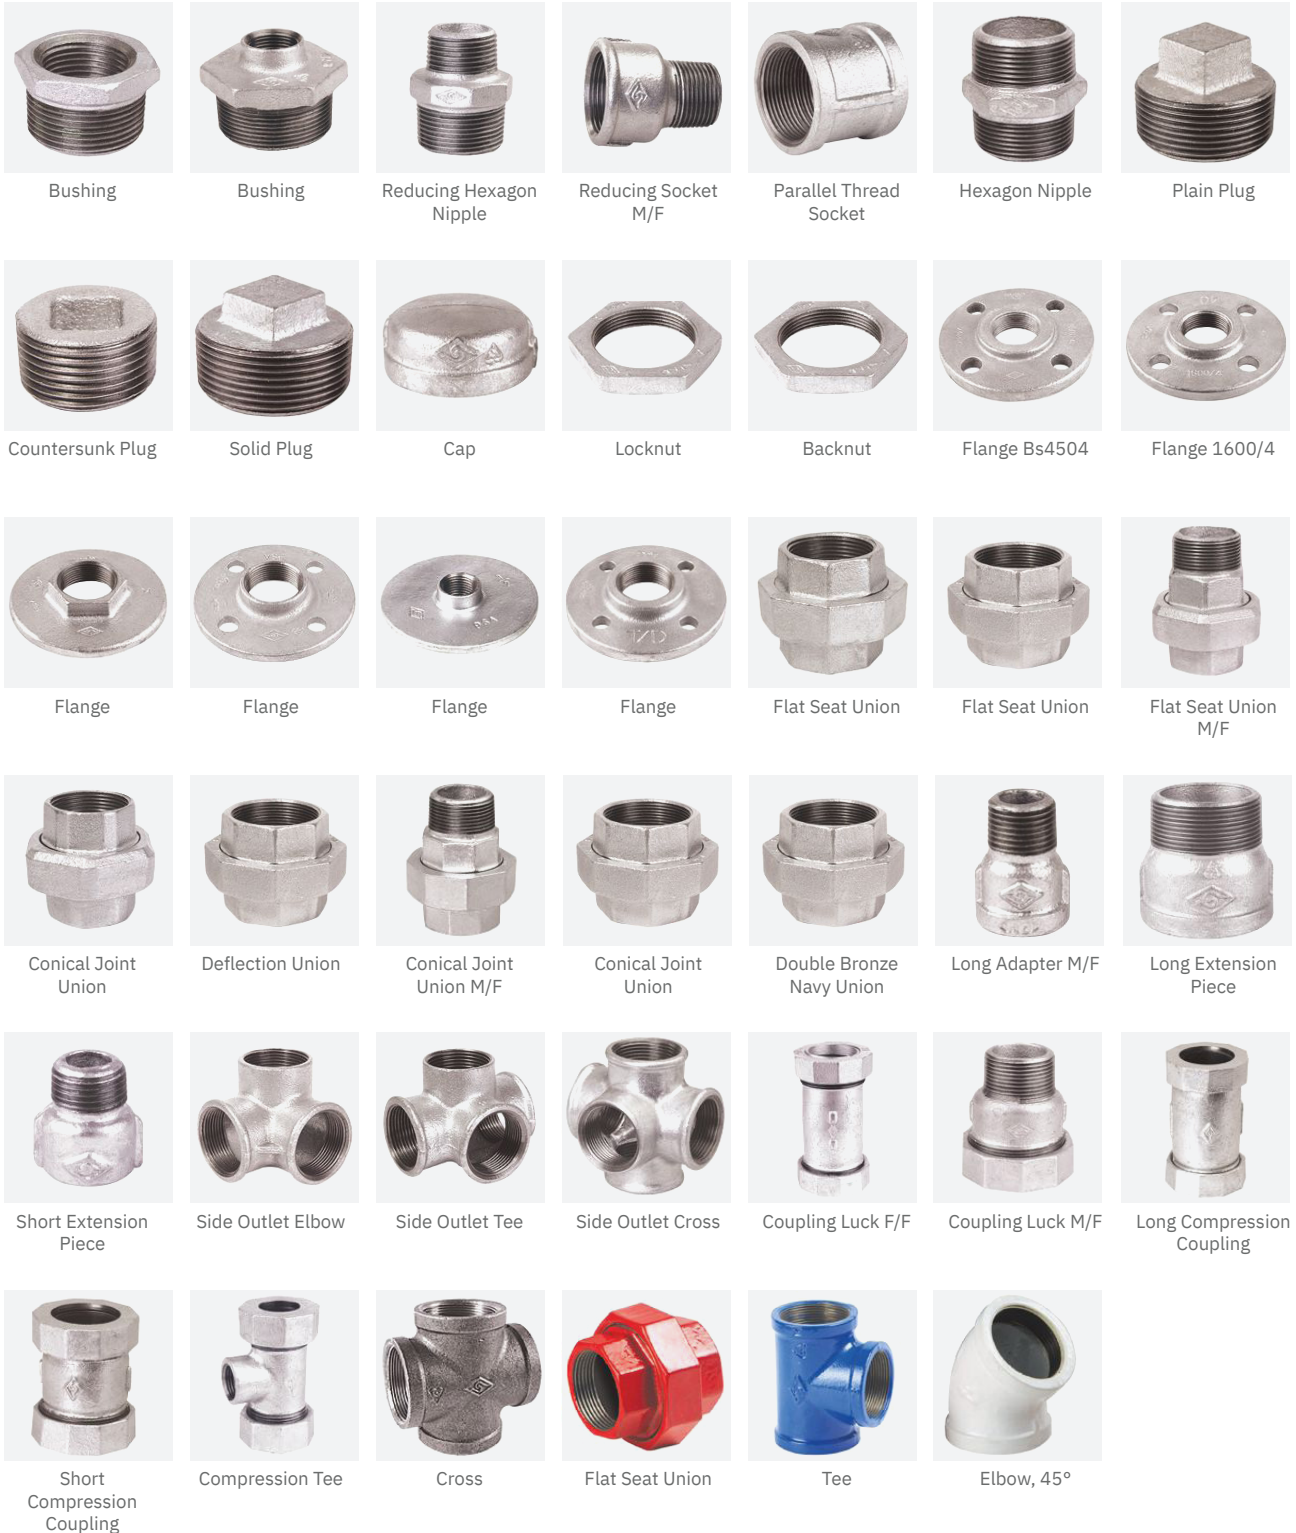 Bushing
Bushing
Reducing Hexagon
Nipple
Reducing Socket
M/F
Parallel Thread
Socket
Hexagon Nipple
Plain Plug
Countersunk Plug
Solid Plug
Cap
Locknut
Backnut
Flange Bs4504
1600/4
Flange 1600/4
Flange
Flange
Flange
T/D
Flange
Flat Seat Union
Flat Seat Union
Flat Seat Union
M/F
Conical Joint
Union
Deflection Union
Conical Joint
Union M/F
Conical Joint
Union
Double Bronze
Navy Union
Long Adapter M/F
Long Extension
Piece
Short Extension
Piece
Side Outlet Elbow
Side Outlet Tee
Side Outlet Cross
Coupling Luck F/F
Coupling Luck M/F
Long Compression
Coupling
Short
Compression
Coupling
Compression Tee
Cross
Flat Seat Union
Tee
Elbow, 45°